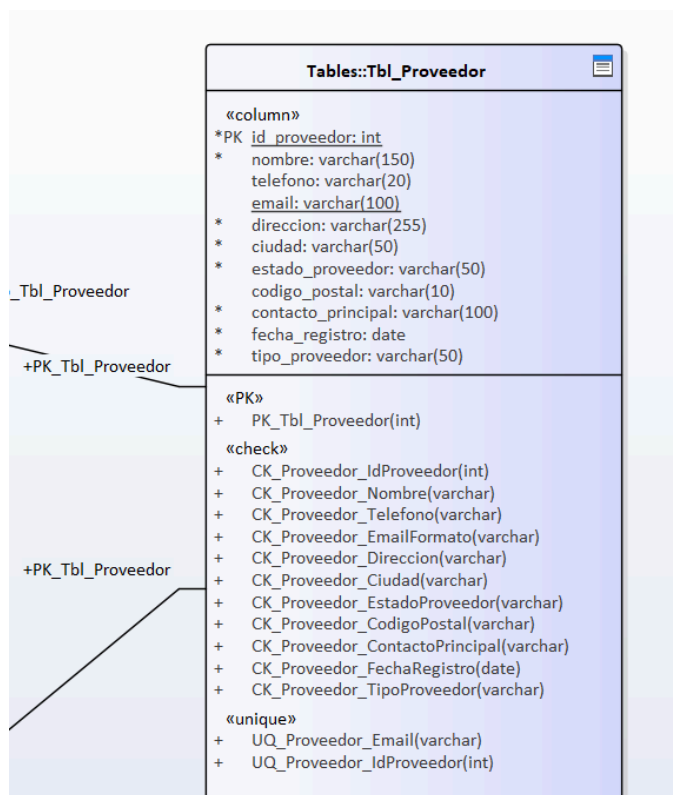 Tables::Tbl_Proveedor
«column»
*PK id_proveedor: int
* nombre: varchar(150)
telefono: varchar(20)
email: varchar(100)
* direccion: varchar(255)
* ciudad: varchar(50)
* estado_proveedor: varchar(50)
codigo_postal: varchar(10)
* contacto_principal: varchar(100)
* fecha_registro: date
* tipo_proveedor: varchar(50)
_Tbl_Proveedor
+PK_Tbl_Proveedor
«PK»
+ PK_Tbl_Proveedor(int)
«check»
+ CK_Proveedor_IdProveedor(int)
+ CK_Proveedor_Nombre(varchar)
+ CK_Proveedor_Telefono(varchar)
+ CK_Proveedor_EmailFormato(varchar)
+ CK_Proveedor_Direccion(varchar)
+ CK_Proveedor_Ciudad(varchar)
+ CK_Proveedor_EstadoProveedor(varchar)
+ CK_Proveedor_CodigoPostal(varchar)
+ CK_Proveedor_ContactoPrincipal(varchar)
+ CK_Proveedor_FechaRegistro(date)
+ CK_Proveedor_TipoProveedor(varchar)
+PK_Tbl_Proveedor
«unique»
+ UQ_Proveedor_Email(varchar)
+ UQ_Proveedor_IdProveedor(int)